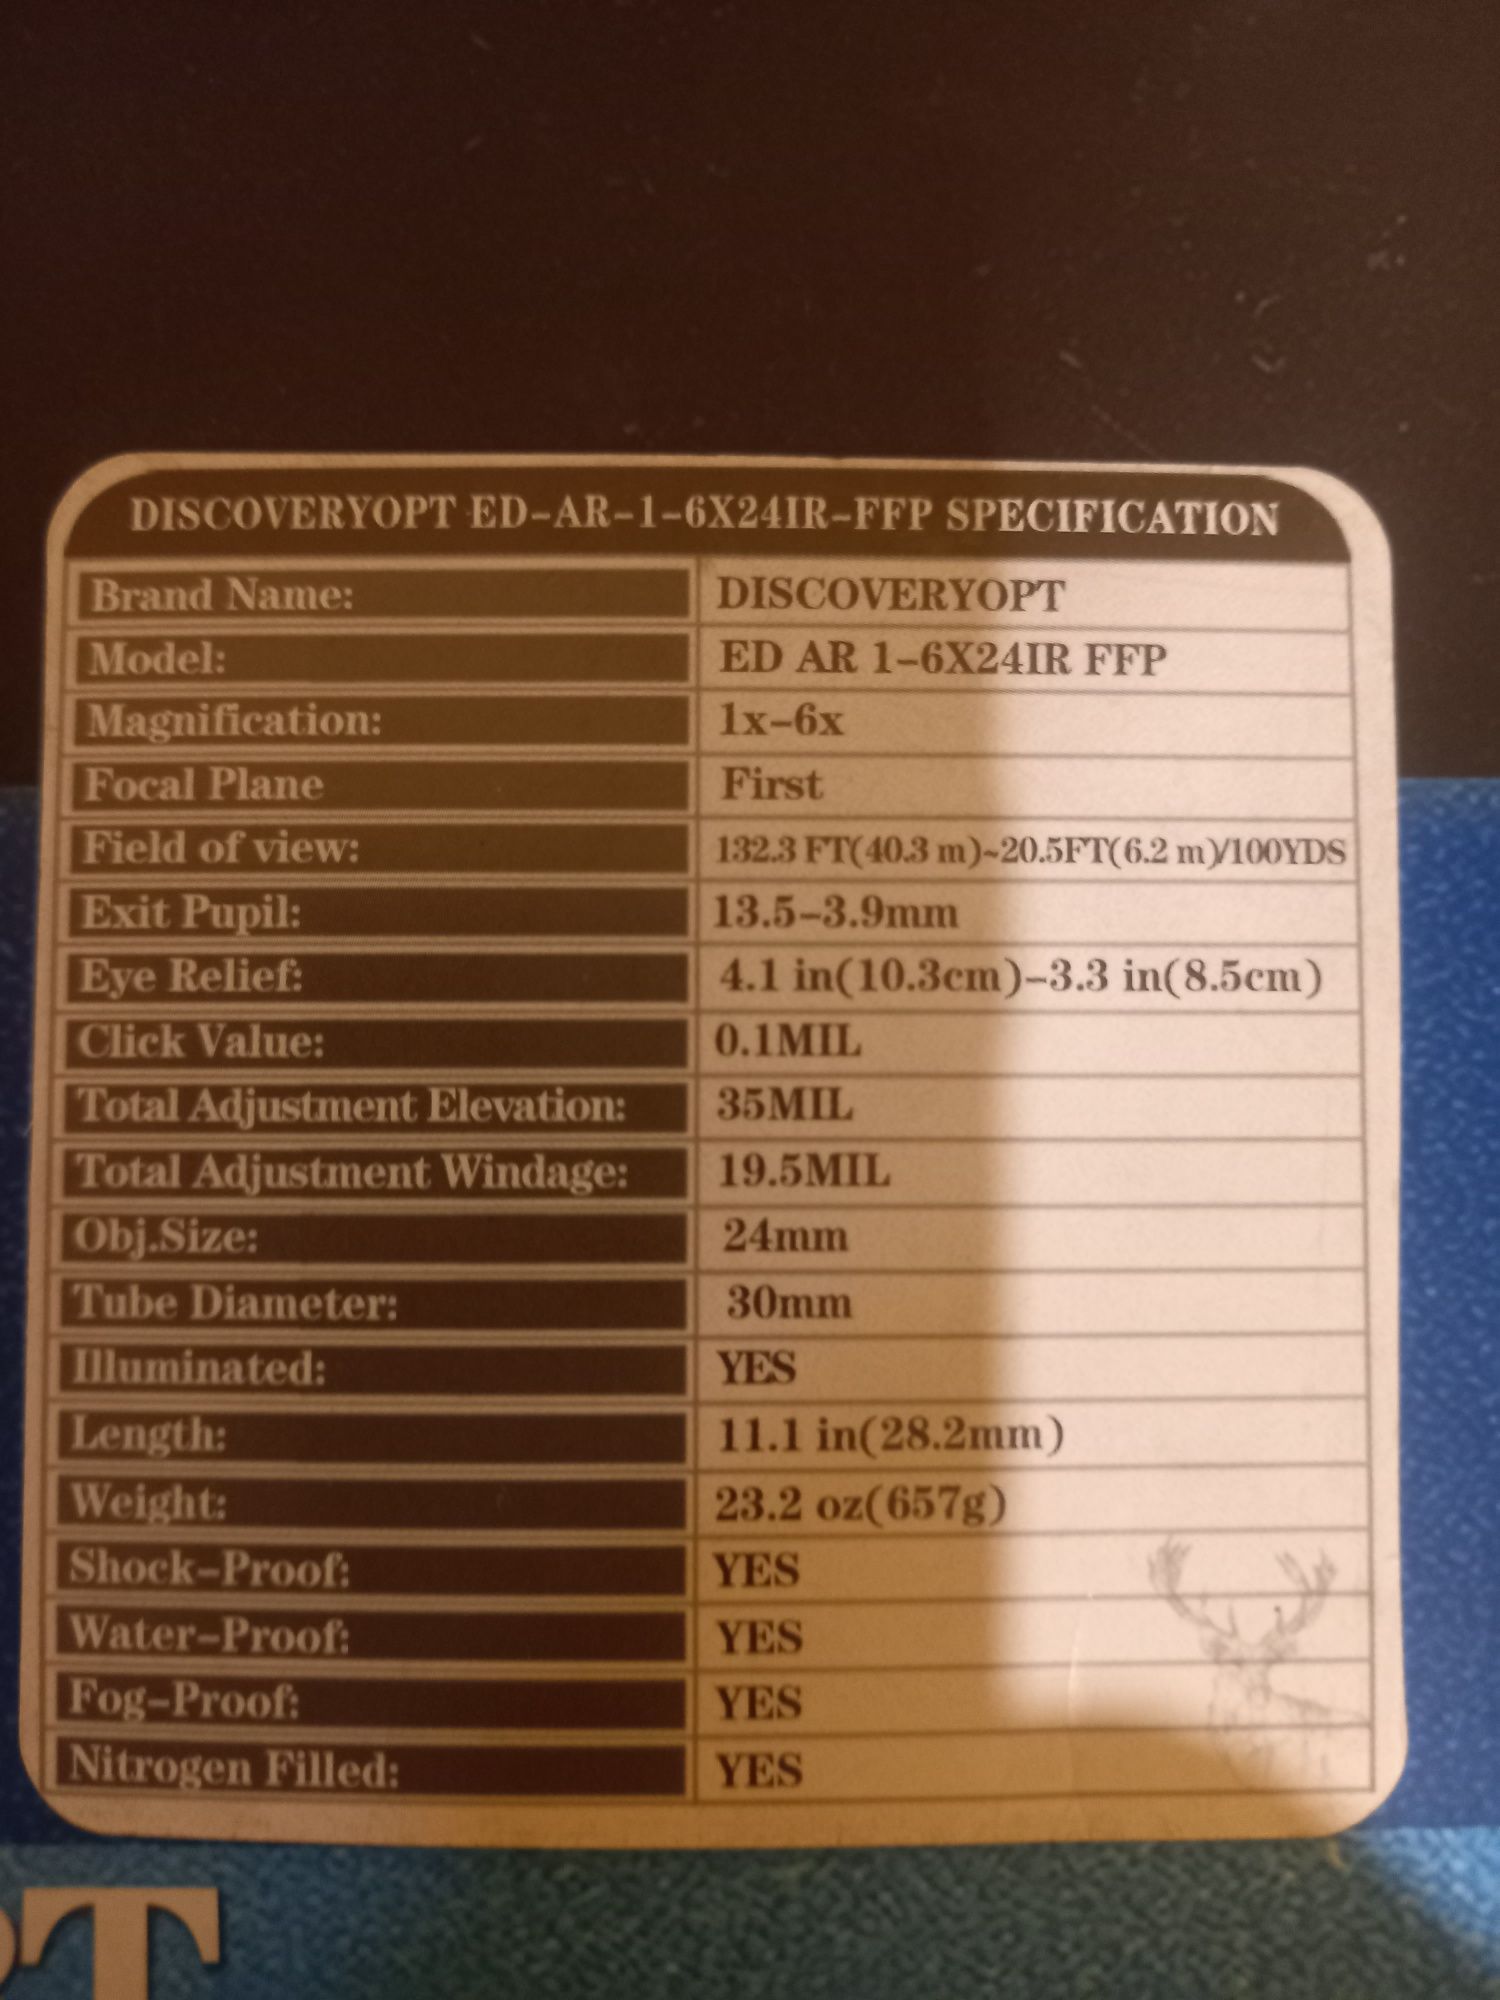 DISCOVERYOPT ED-AR-1-6X24IR-FFP SPECIFICATION
Brand Name: DISCOVERYOPT
Model: ED AR 1-6X24IR FFP
Magnification: 1x-6x
Focal Plane First
Field of view: 132.3 FT(40.3 m)~20.5FT(6.2 m)/100YDS
Exit Pupil: 13.5-3.9mm
Eye Relief: 4.1 in(10.3cm)-3.3 in(8.5cm)
Click Value: 0.1MIL
Total Adjustment Elevation: 35MIL
Total Adjustment Windage: 19.5MIL
Obj.Size: 24mm
Tube Diameter: 30mm
Illuminated: YES
Length: 11.1 in(28.2mm)
Weight: 23.2 oz(657g)
Shock-Proof: YES
Water-Proof: YES
Fog-Proof: YES
Nitrogen Filled: YES